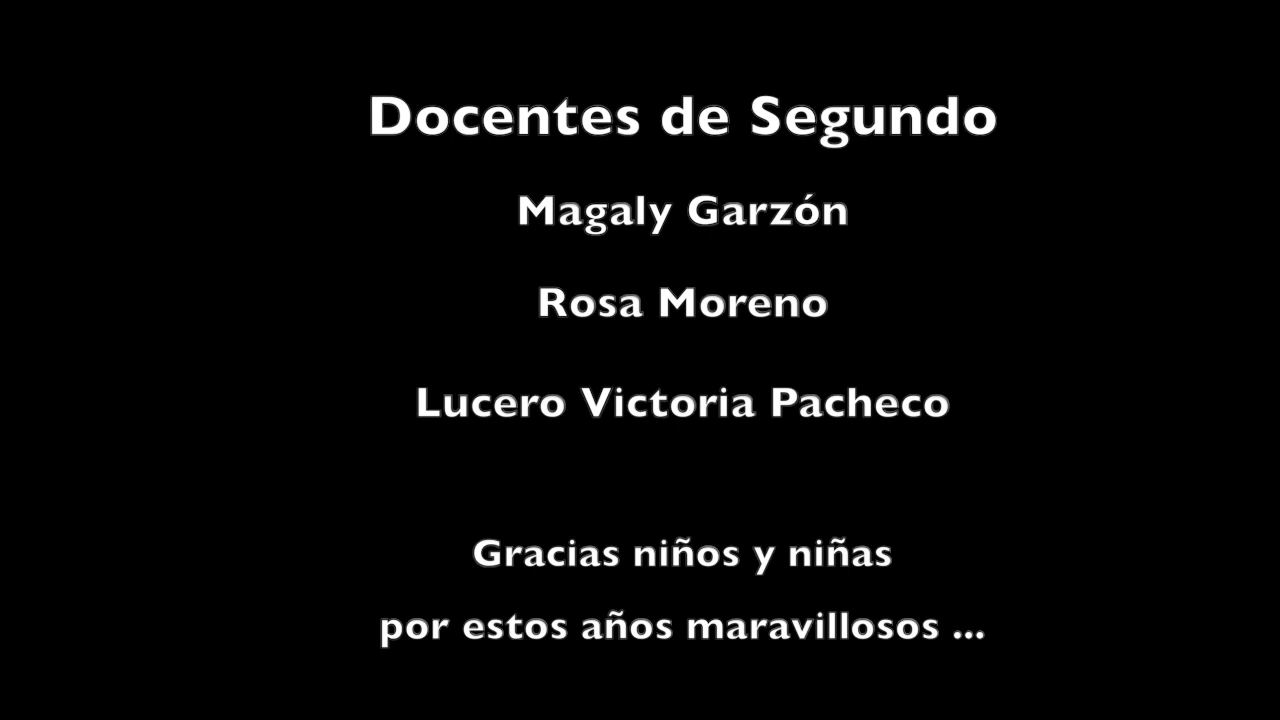 Docentes de Segundo
Magaly Garzón
Rosa Moreno
Lucero Victoria Pacheco
Gracias niños y niñas
por estos años maravillosos ...